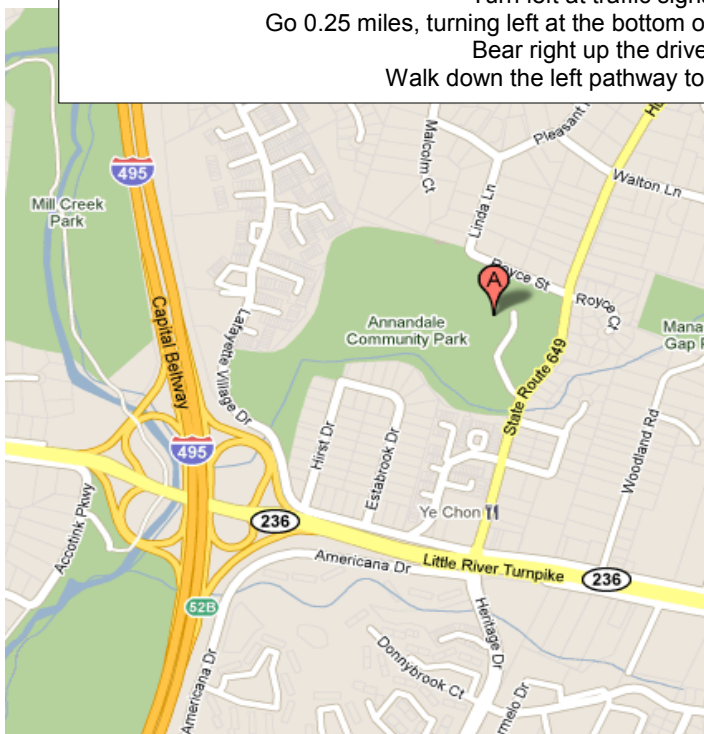 Turn left at traffic sign
Go 0.25 miles, turning left at the bottom o
Bear right up the drive
Walk down the left pathway to
495
Mill Creek
Park
Malcolm Ct
Pleasant
Walton Ln
Linda Ln
Royce St
A
Royce Ct
Annandale
Community Park
Mana
Gap
Capital Beltway
Lafayette Village Dr
State Route 649
495
Hirst Dr
Estabrook Dr
Woodland Rd
Ye Chon
Accotink Pkwy
236
Americana Dr
Little River Turnpike
236
52B
Heritage Dr
Donnybrook Ct
Americana Dr
rmelo Dr